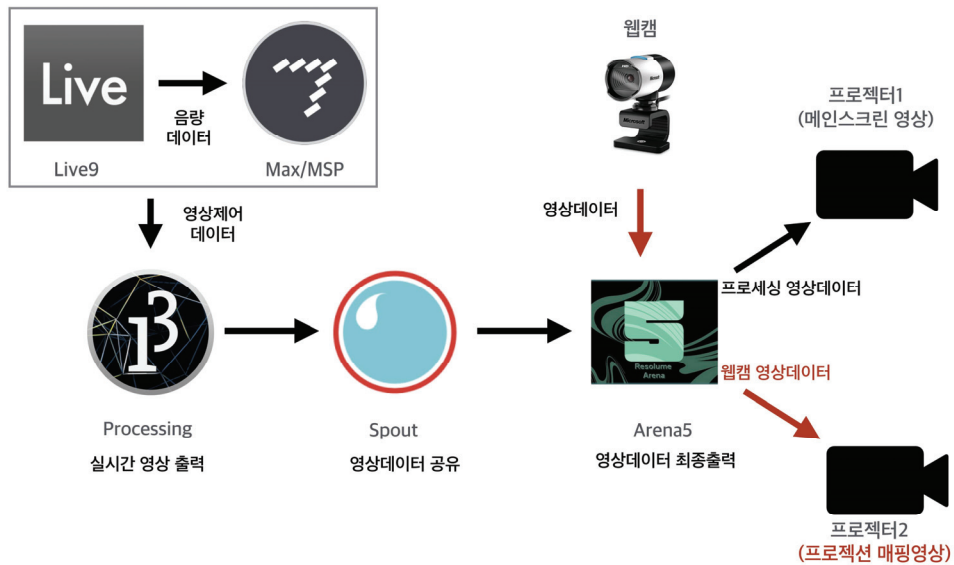 Live
음량
데이터
Live9
Max/MSP
웹캠
프로젝터1
(메인스크린 영상)
영상제어
데이터
영상데이터
프로세싱 영상데이터
Resolume
Arena
웹캠 영상데이터
Processing
실시간 영상 출력
Spout
영상데이터 공유
Arena5
영상데이터 최종출력
프로젝터2
(프로젝션 매핑영상)